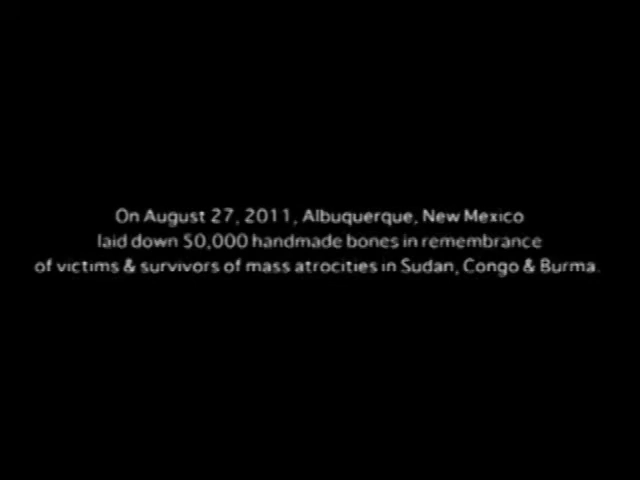 On August 27, 2011, Albuquerque, New Mexico
laid down 50,000 handmade bones in remembrance
of victims & survivors of mass atrocities in Sudan, Congo & Burma.